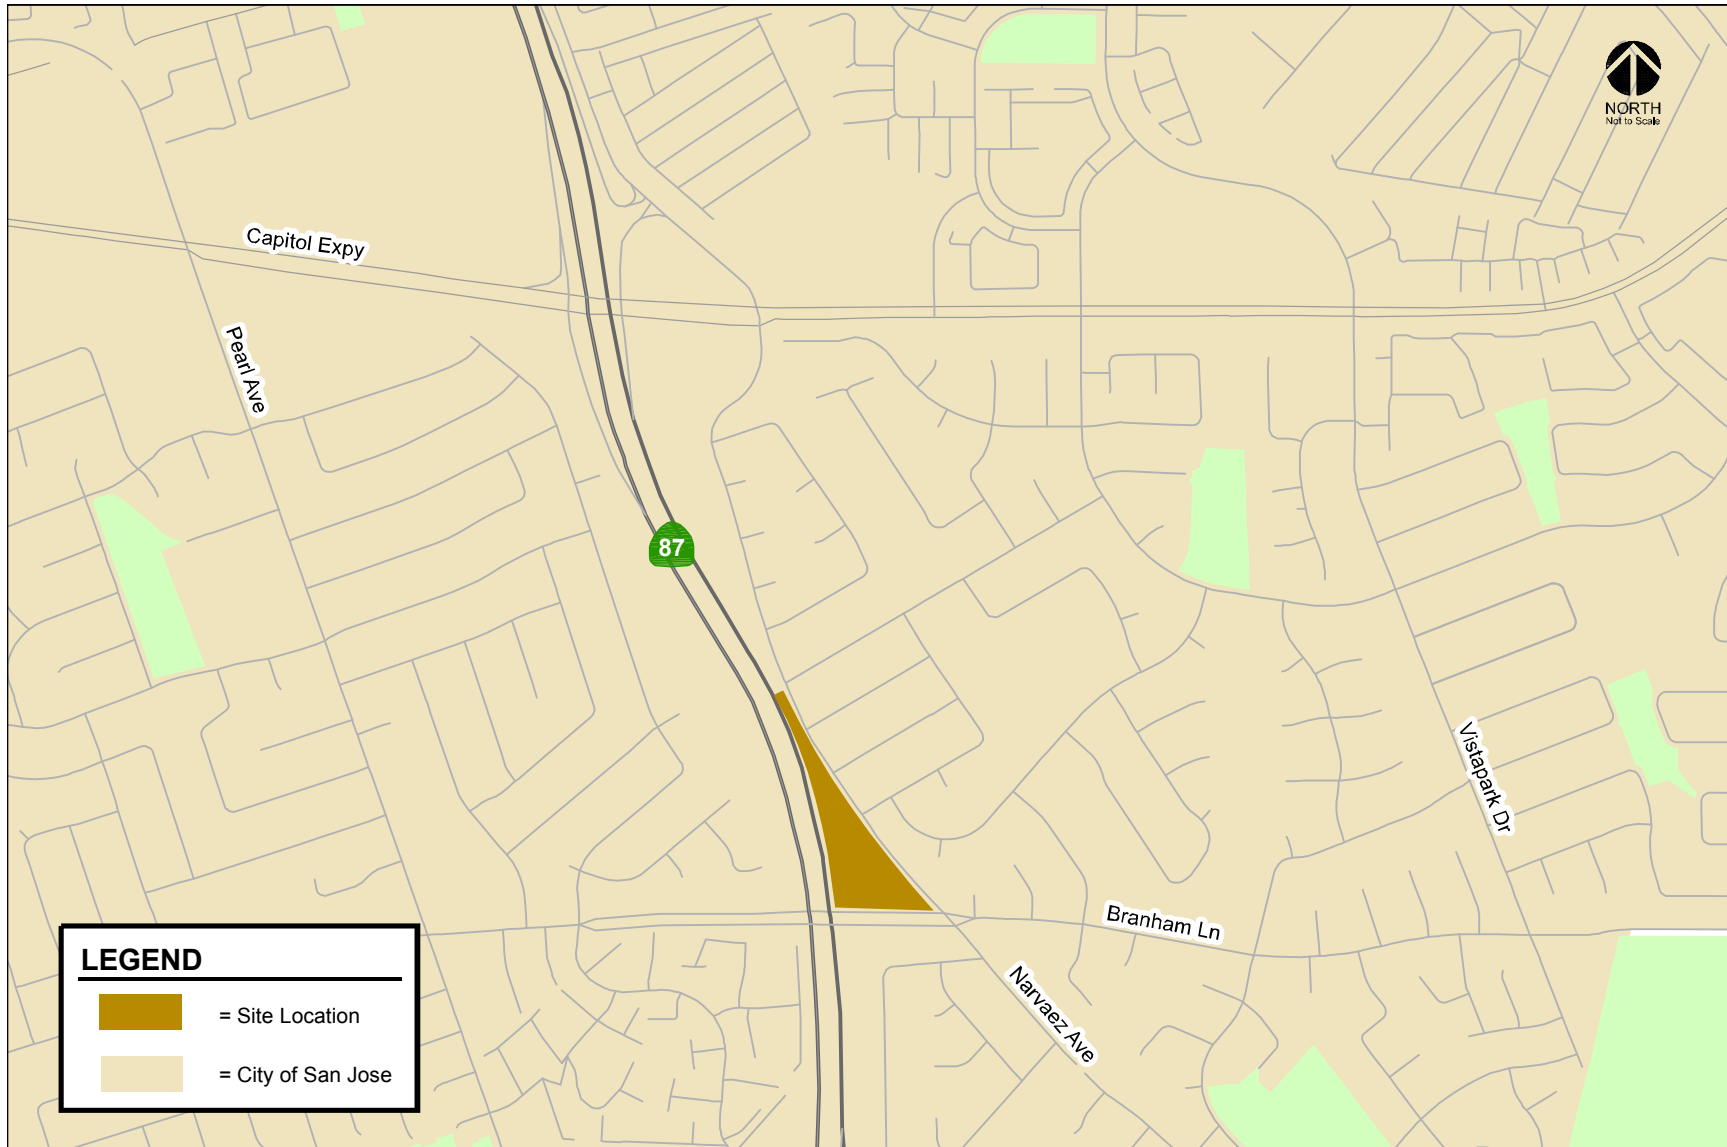 NORTH
Not to Scale
Capitol Expy
Pearl Ave
87
Vistapark Dr
Branham Ln
Narvaez Ave
LEGEND
= Site Location
= City of San Jose